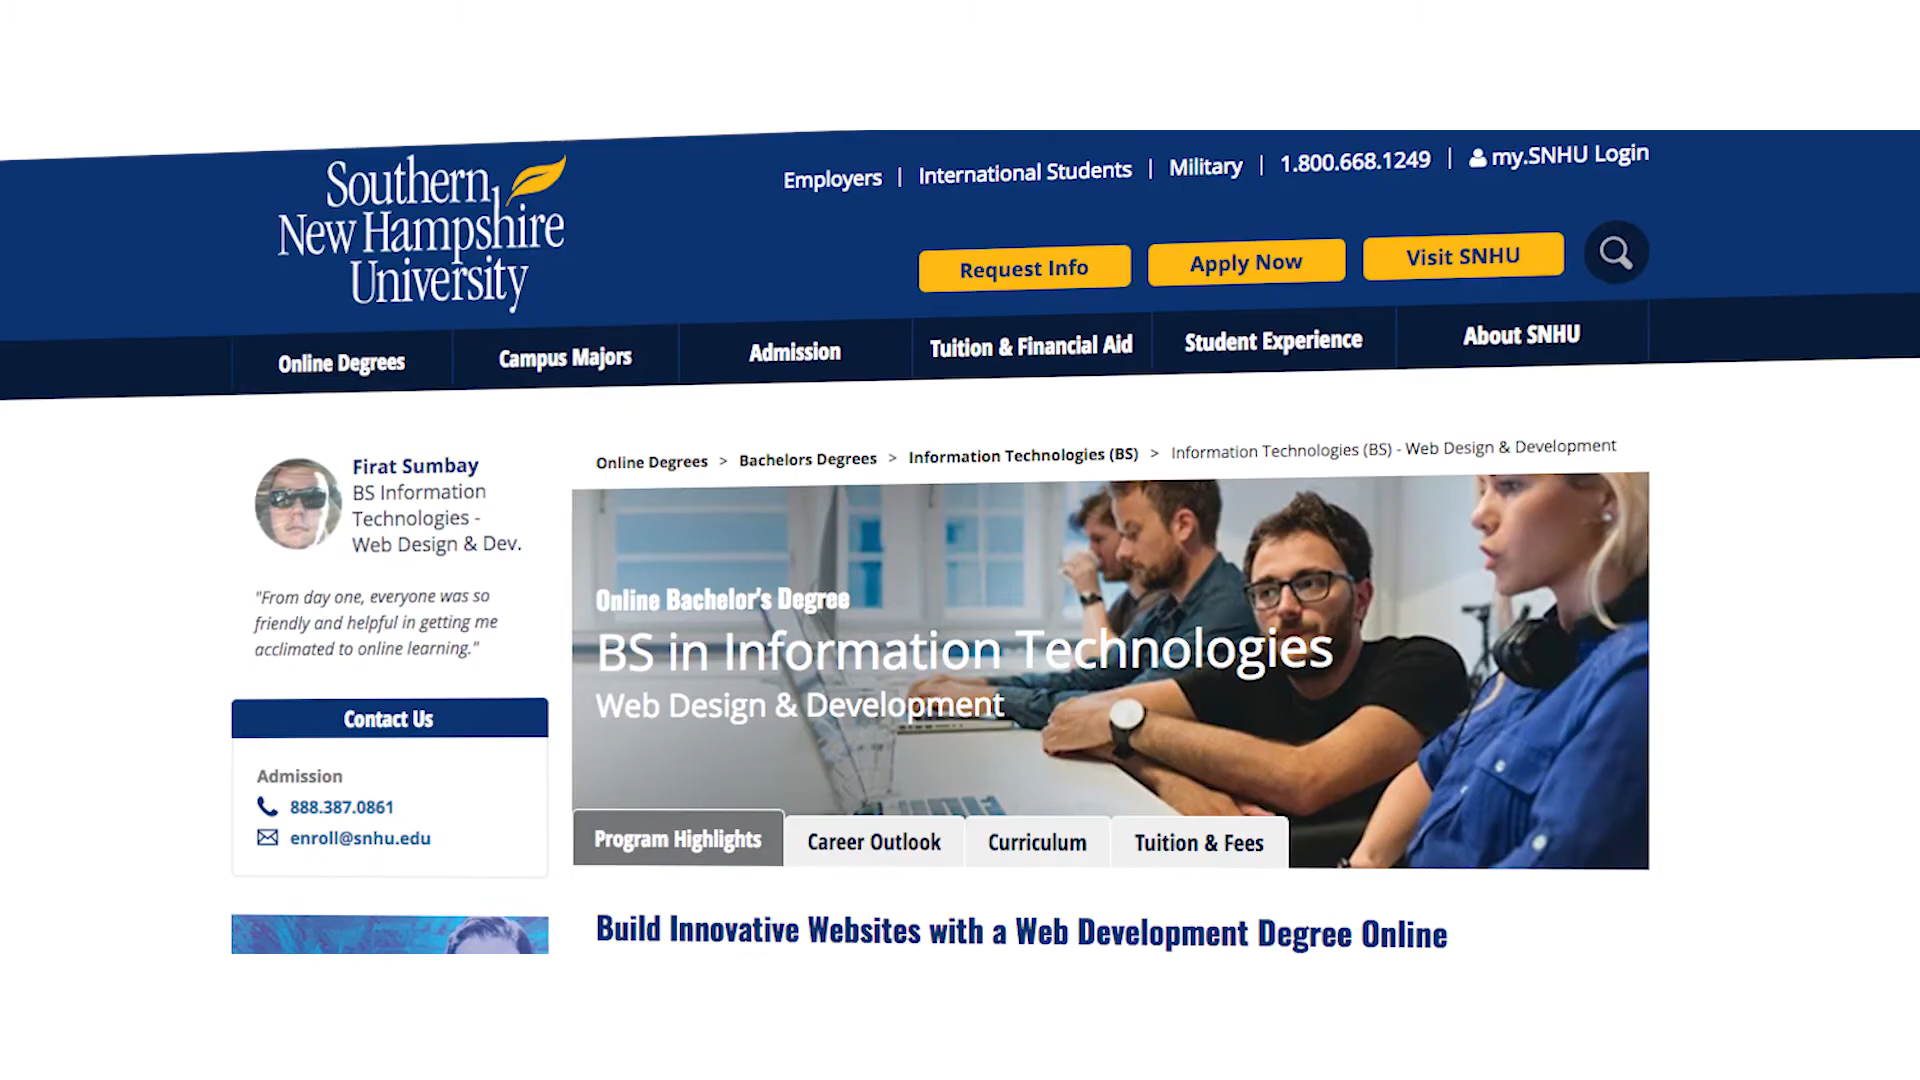 Southern
New Hampshire
University
Employers | International Students | Military | 1.800.668.1249 | my.SNHU Login
Request Info
Apply Now
Visit SNHU
Online Degrees
Campus Majors
Admission
Tuition & Financial Aid
Student Experience
About SNHU
Firat Sumbay
BS Information
Technologies -
Web Design & Dev.
"From day one, everyone was so
friendly and helpful in getting me
acclimated to online learning."
Contact Us
Admission
888.387.0861
enroll@snhu.edu
Online Degrees > Bachelors Degrees > Information Technologies (BS) > Information Technologies (BS) - Web Design & Development
Online Bachelor's Degree
BS in Information Technologies
Web Design & Development
Program Highlights
Career Outlook
Curriculum
Tuition & Fees
Build Innovative Websites with a Web Development Degree Online